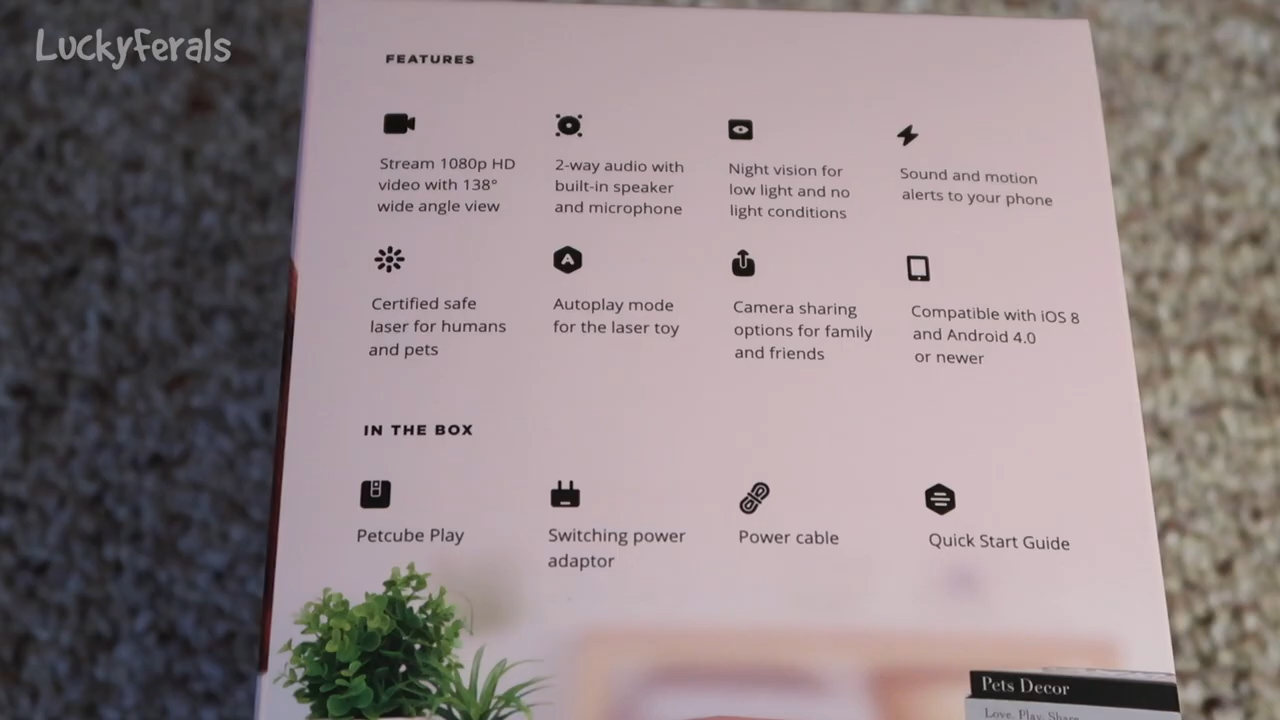 LuckyFerals
FEATURES
Stream 1080p HD
video with 138°
wide angle view
2-way audio with
built-in speaker
and microphone
Night vision for
low light and no
light conditions
Sound and motion
alerts to your phone
Certified safe
laser for humans
and pets
Autoplay mode
for the laser toy
Camera sharing
options for family
and friends
Compatible with iOS 8
and Android 4.0
or newer
IN THE BOX
Petcube Play
Switching power
adaptor
Power cable
Quick Start Guide
Pets Decor
Love. Play. Share